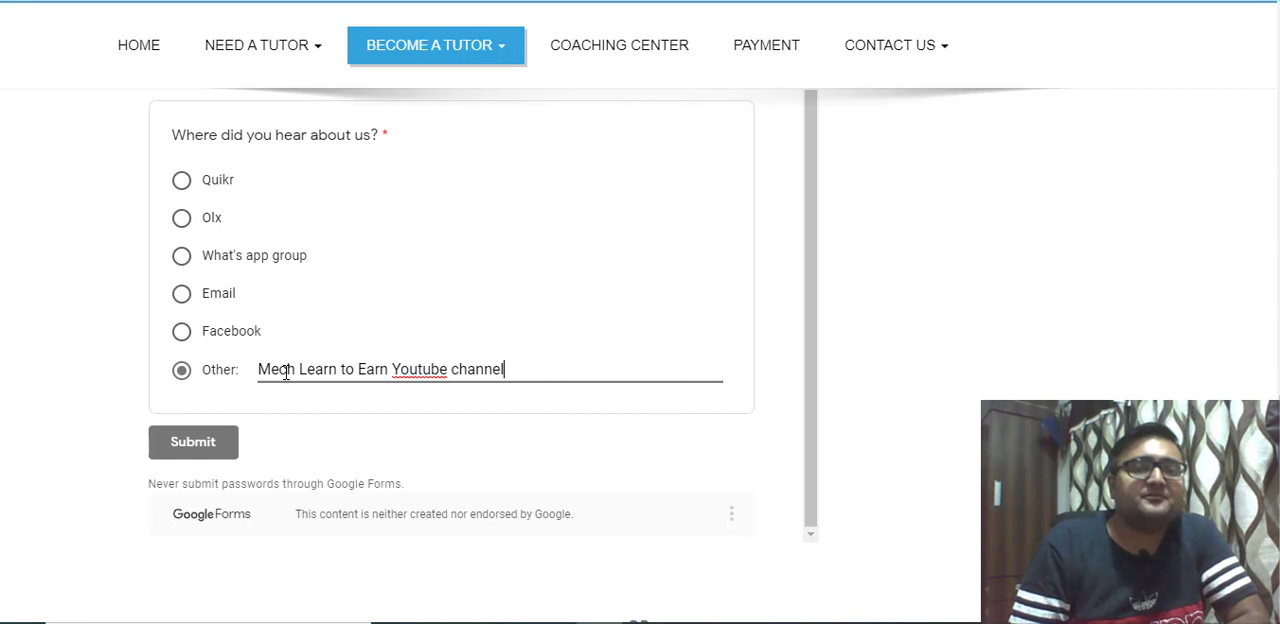 HOME NEED A TUTOR BECOME A TUTOR COACHING CENTER PAYMENT CONTACT US
Where did you hear about us? *
Quikr
Olx
What's app group
Email
Facebook
Other: Mech Learn to Earn Youtube channel
Submit
Never submit passwords through Google Forms.
Google Forms This content is neither created nor endorsed by Google.